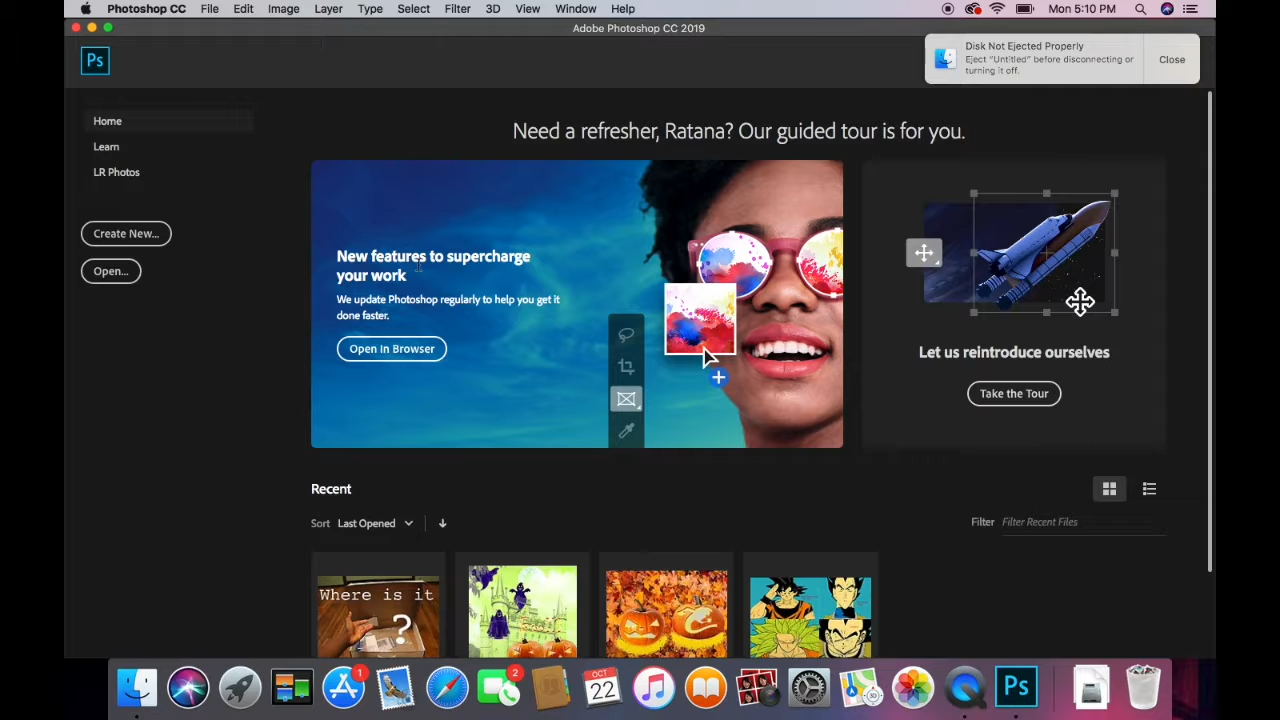 Photoshop CC File Edit Image Layer Type Select Filter 3D View Window Help Mon 5:10 PM
Adobe Photoshop CC 2019
Disk Not Ejected Properly
Eject “Untitled” before disconnecting or
turning it off.
Close
Ps
Home
Learn
LR Photos
Create New...
Open...
Need a refresher, Ratana? Our guided tour is for you.
New features to supercharge
your work
We update Photoshop regularly to help you get it
done faster.
Open In Browser
Let us reintroduce ourselves
Take the Tour
Recent
Sort Last Opened
Filter Filter Recent Files
Where is it
?
1
2
OCT
22
3D
Ps